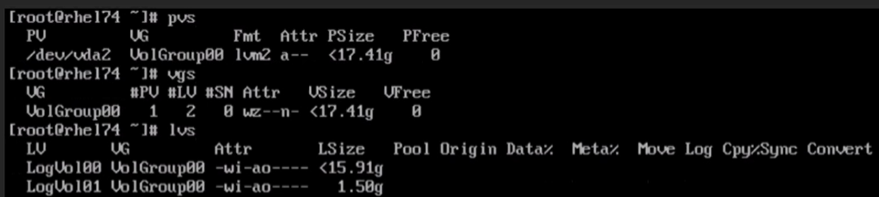 [root@rhel74 ~]# pvs
  PV         VG         Fmt  Attr PSize   PFree
  /dev/vda2  VolGroup00 lvm2 a--  <17.41g    0
[root@rhel74 ~]# vgs
  VG         #PV #LV #SN Attr   VSize   VFree
  VolGroup00   1   2   0 wz--n- <17.41g    0
[root@rhel74 ~]# lvs
  LV       VG         Attr       LSize   Pool Origin Data%  Meta%  Move Log Cpy%Sync Convert
  LogVol00 VolGroup00 -wi-ao---- <15.91g
  LogVol01 VolGroup00 -wi-ao----   1.50g